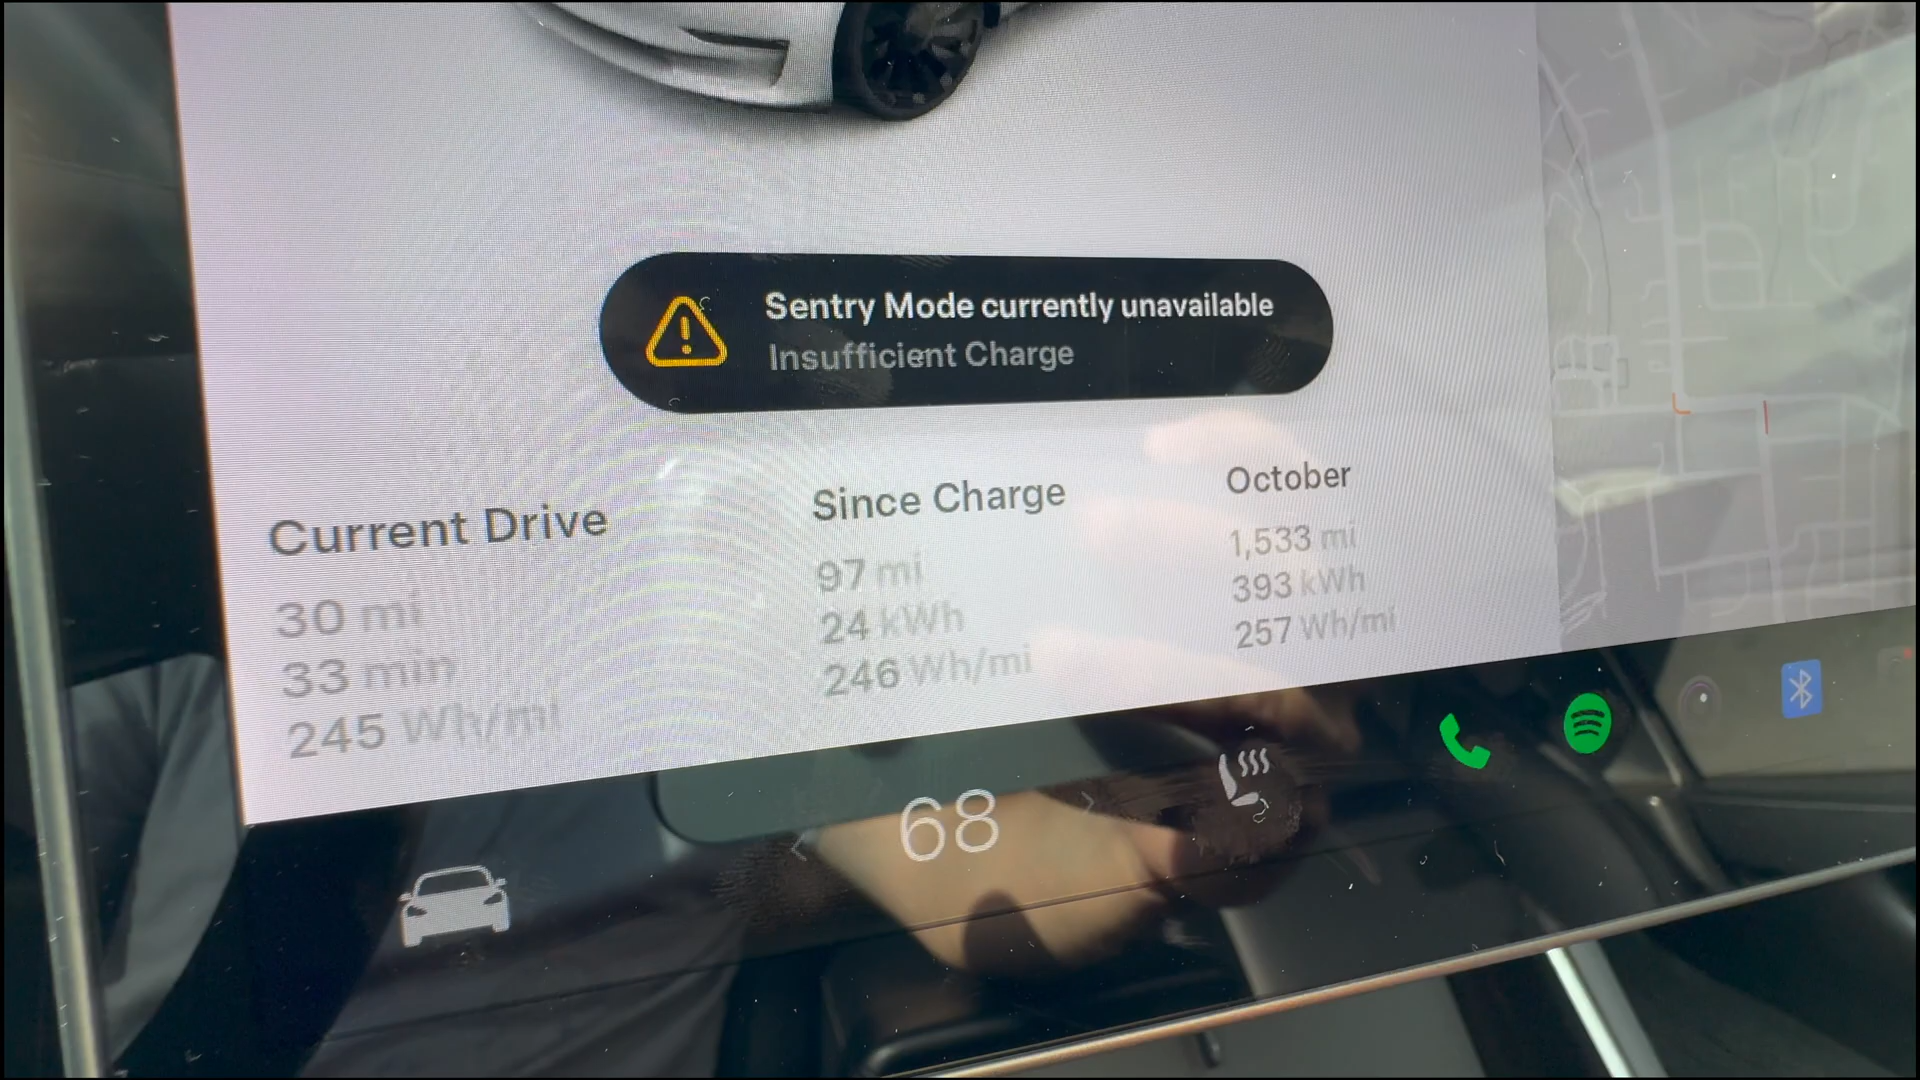 Sentry Mode currently unavailable
Insufficient Charge
Current Drive
30 mi
33 min
245 Wh/mi
Since Charge
97 mi
24 kWh
246 Wh/mi
October
1,533 mi
393 kWh
257 Wh/mi
68